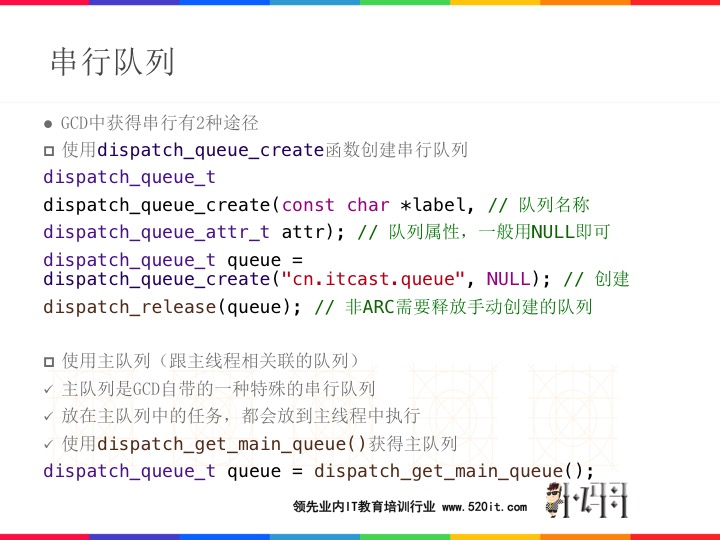 串行队列
GCD中获得串行有2种途径
使用dispatch_queue_create函数创建串行队列
dispatch_queue_t
dispatch_queue_create(const char *label, // 队列名称
dispatch_queue_attr_t attr); // 队列属性，一般用NULL即可
dispatch_queue_t queue =
dispatch_queue_create("cn.itcast.queue", NULL); // 创建
dispatch_release(queue); // 非ARC需要释放手动创建的队列
使用主队列（跟主线程相关联的队列）
主队列是GCD自带的一种特殊的串行队列
放在主队列中的任务，都会放到主线程中执行
使用dispatch_get_main_queue()获得主队列
dispatch_queue_t queue = dispatch_get_main_queue();
领先业内IT教育培训行业 www.520it.com
小码哥